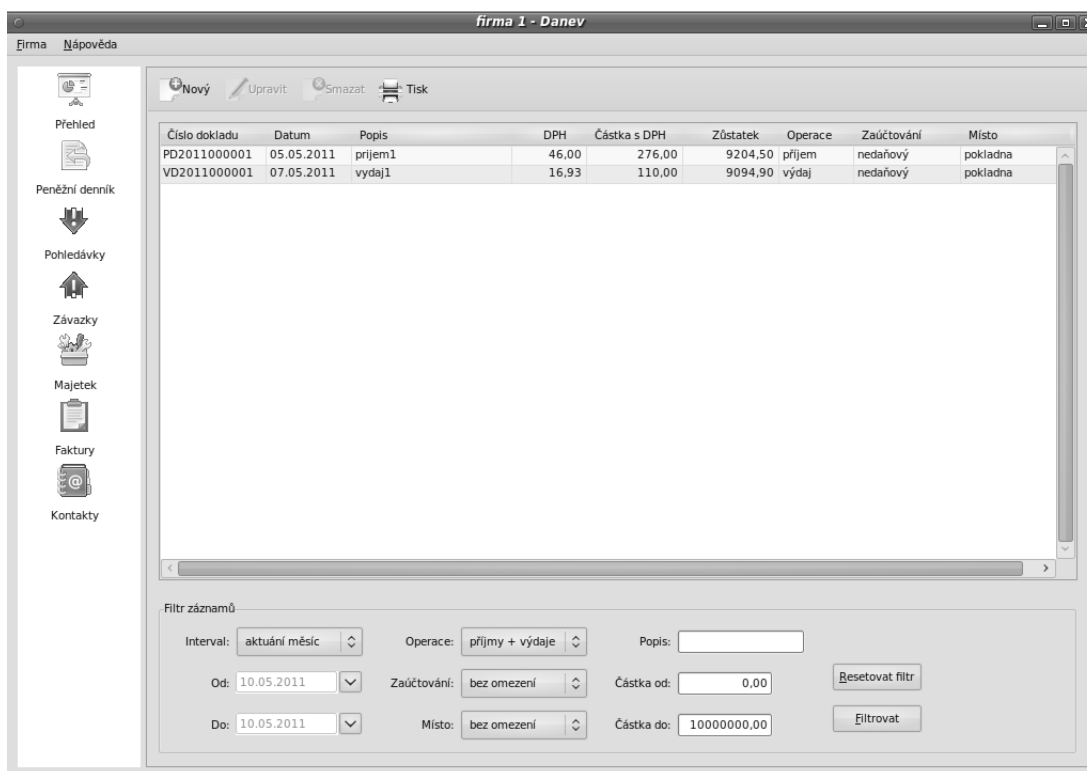 firma 1 - Danev
Firma Nápověda
Přehled
Peněžní denník
Pohledávky
Závazky
Majetek
Faktury
Kontakty
Nový Upravit Smazat Tisk
Číslo dokladu Datum Popis DPH Částka s DPH Zůstatek Operace Zaúčtování Místo
PD2011000001 05.05.2011 prijem1 46,00 276,00 9204,50 příjem nedaňový pokladna
VD2011000001 07.05.2011 vydaj1 16,93 110,00 9094,90 výdaj nedaňový pokladna
Filtr záznamů
Interval: aktuání měsíc Operace: příjmy + výdaje Popis:
Od: 10.05.2011 Zaúčtování: bez omezení Částka od: 0,00 Resetovat filtr
Do: 10.05.2011 Místo: bez omezení Částka do: 10000000,00 Filtrovat